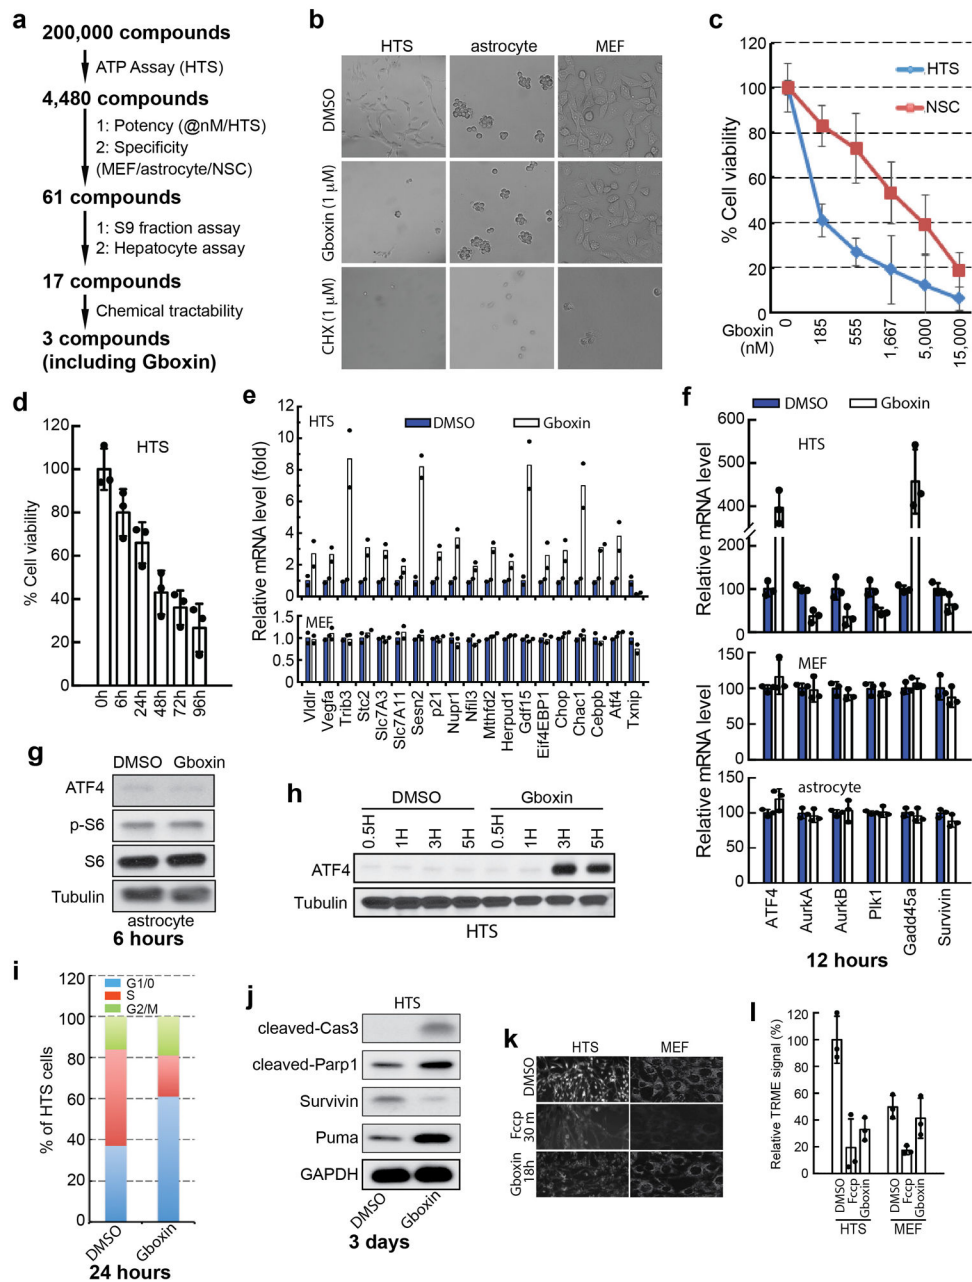 a
200,000 compounds
ATP Assay (HTS)
4,480 compounds
1: Potency (@nM/HTS)
2: Specificity
(MEF/astrocyte/NSC)
61 compounds
1: S9 fraction assay
2: Hepatocyte assay
17 compounds
Chemical tractability
3 compounds
(including Gboxin)
b
HTS astrocyte MEF
DMSO
Gboxin (1 μM)
CHX (1 μM)
c
% Cell viability
120
100
80
60
40
20
0
HTS
NSC
Gboxin
(nM)
0 185 555 1,667 5,000 15,000
d
HTS
% Cell viability
120
100
80
60
40
20
0
0h 6h 24h 48h 72h 96h
e
HTS DMSO Gboxin
Relative mRNA level (fold)
12
10
8
6
4
2
0
MEF
1.5
1.0
0.5
0
Vldlr Vegfa Trib3 Stc2 Slc7A3 Slc7A11 Sesn2 p21 Nupr1 Nfil3 Mthfd2 Herpud1 Gdf15 Eif4EBP1 Chop Chac1 Cebpb Atf4 Txnip
f
DMSO Gboxin
HTS
Relative mRNA level
600
400
200
100
0
MEF
Relative mRNA level
150
100
50
0
astrocyte
Relative mRNA level
150
100
50
0
ATF4 AurkA AurkB Plk1 Gadd45a Survivin
12 hours
g
DMSO Gboxin
ATF4
p-S6
S6
Tubulin
astrocyte
6 hours
h
DMSO Gboxin
0.5H 1H 3H 5H 0.5H 1H 3H 5H
ATF4
Tubulin
HTS
i
% of HTS cells
120
100
80
60
40
20
0
G1/0
S
G2/M
DMSO Gboxin
24 hours
j
HTS
cleaved-Cas3
cleaved-Parp1
Survivin
Puma
GAPDH
DMSO Gboxin
3 days
k
HTS MEF
DMSO
Fccp
30 m
Gboxin
18h
l
Relative TRME signal (%)
120
100
80
60
40
20
0
DMSO Fccp Gboxin DMSO Fccp Gboxin
HTS MEF